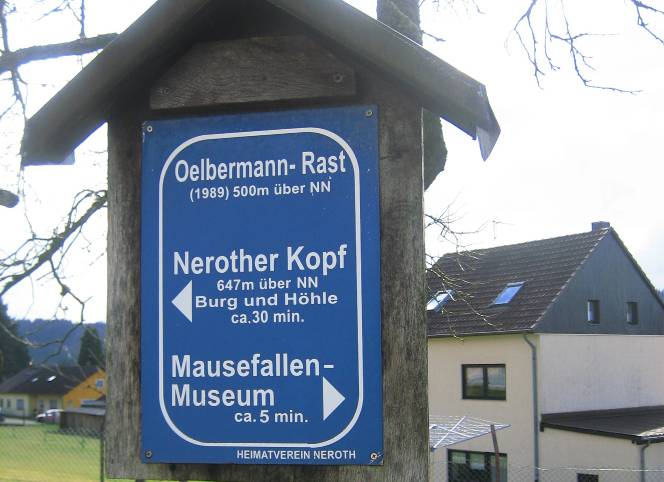 Oelbermann- Rast
(1989) 500m über NN
Nerother Kopf
647m über NN
Burg und Höhle
ca.30 min.
Mausefallen-
Museum
ca.5 min.
HEIMATVEREIN NEROTH